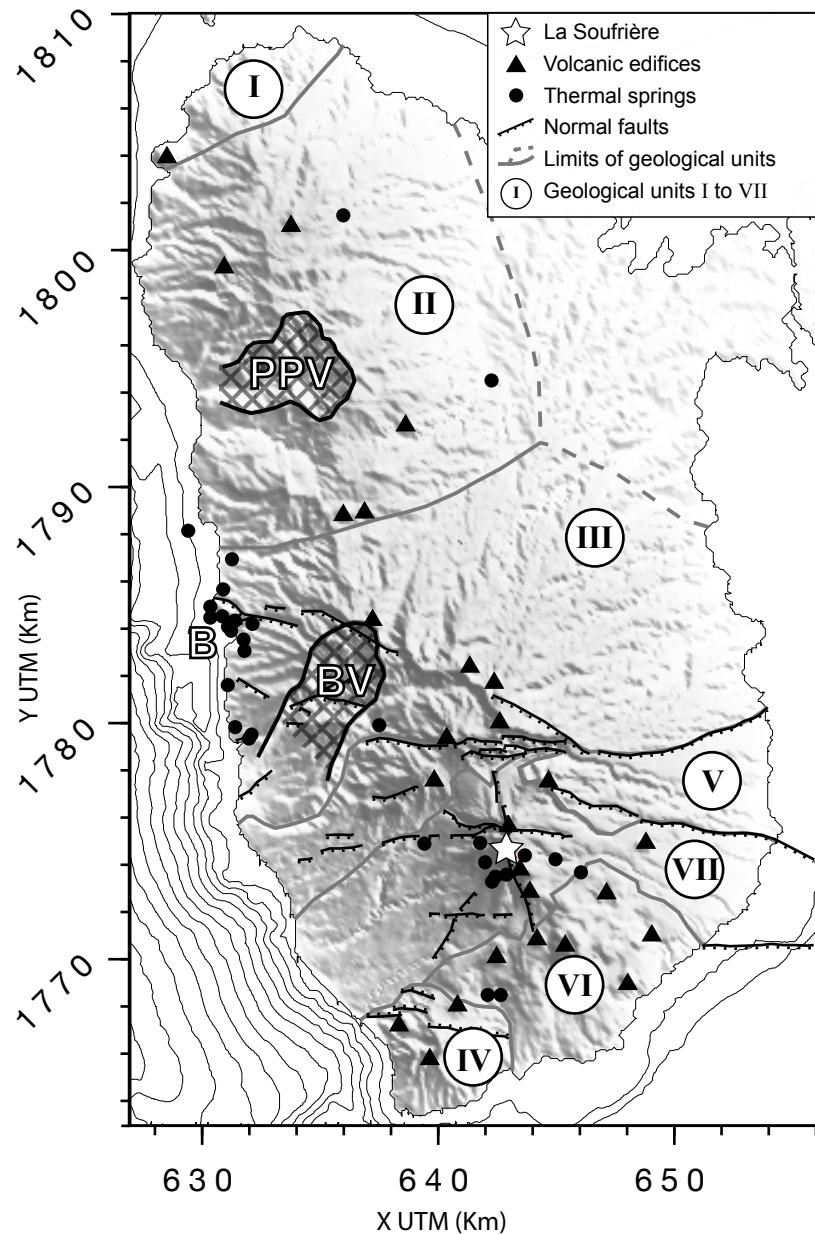 La Soufrière
Volcanic edifices
Thermal springs
Normal faults
Limits of geological units
I Geological units I to VII
I
II
PPV
III
B
BV
V
VII
VI
IV
1810
1800
1790
1780
1770
Y UTM (Km)
630 640 650
X UTM (Km)